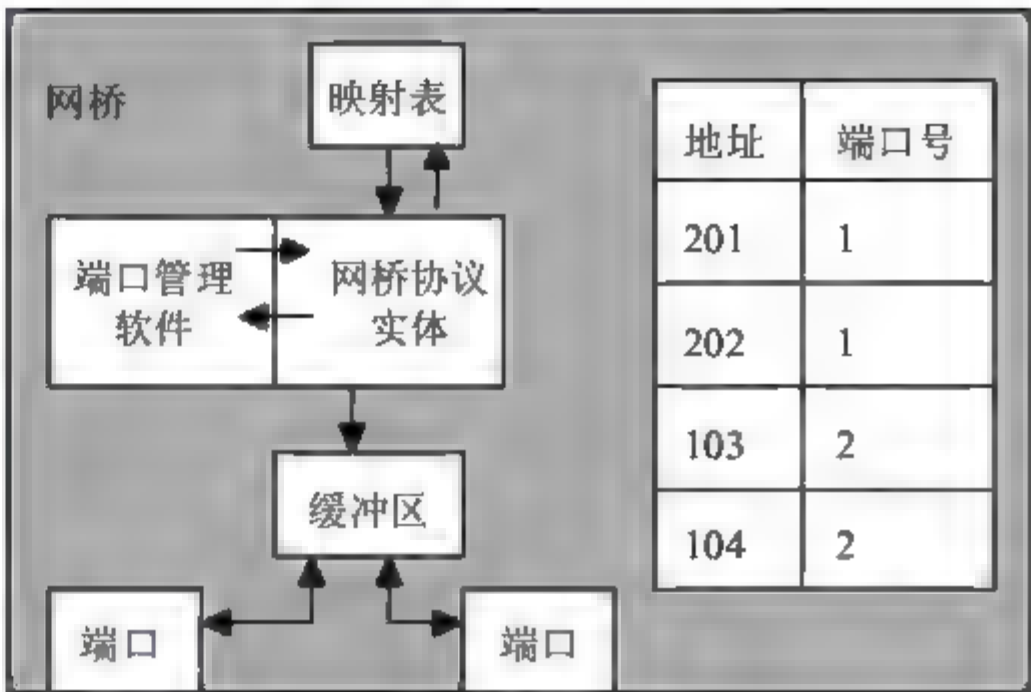 网桥
映射表
端口管理
软件
网桥协议
实体
缓冲区
端口
端口
地址 端口号
201 1
202 1
103 2
104 2